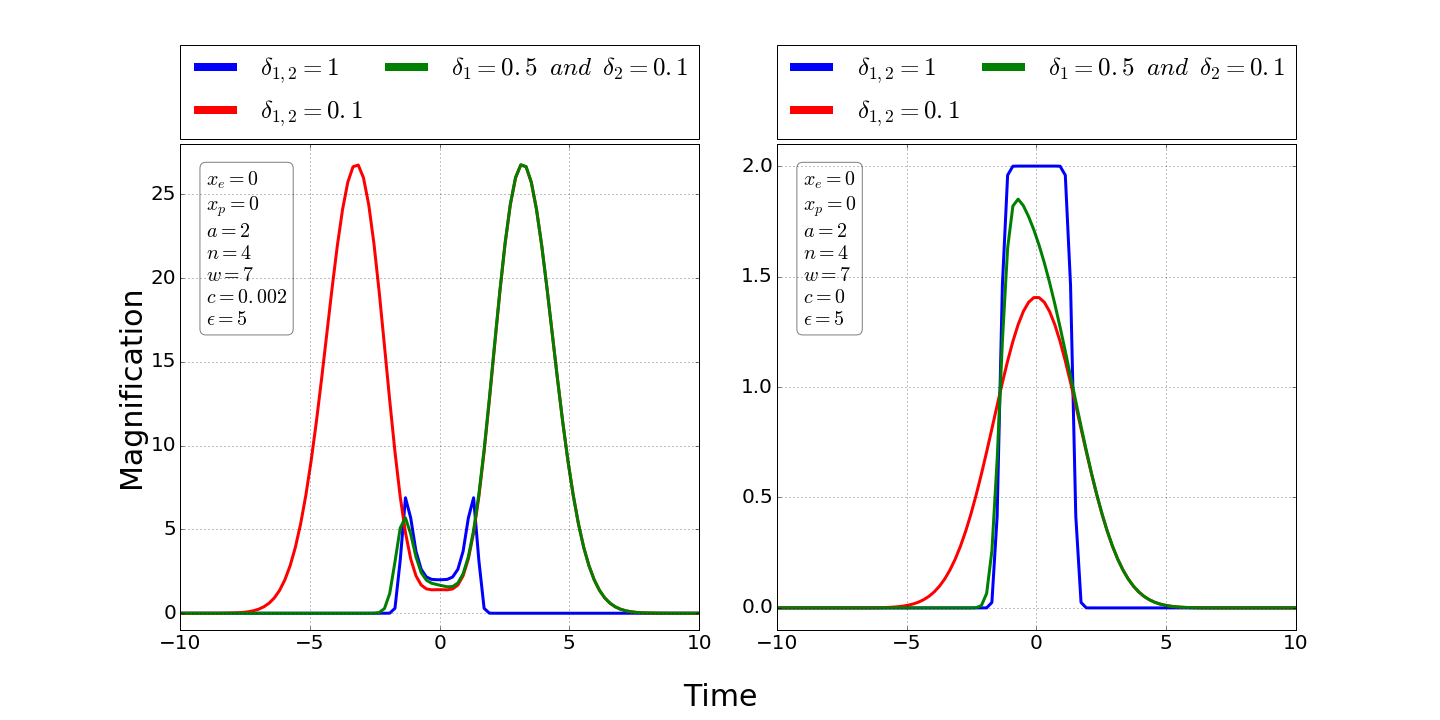 δ₁,₂ = 1 δ₁ = 0.5 and δ₂ = 0.1
δ₁,₂ = 0.1
δ₁,₂ = 1 δ₁ = 0.5 and δ₂ = 0.1
δ₁,₂ = 0.1
Magnification
25
20
15
10
5
0
xₑ = 0
xₚ = 0
a = 2
n = 4
w = 7
c = 0.002
ϵ = 5
−10 −5 0 5 10
2.0
1.5
1.0
0.5
0.0
xₑ = 0
xₚ = 0
a = 2
n = 4
w = 7
c = 0
ϵ = 5
−10 −5 0 5 10
Time